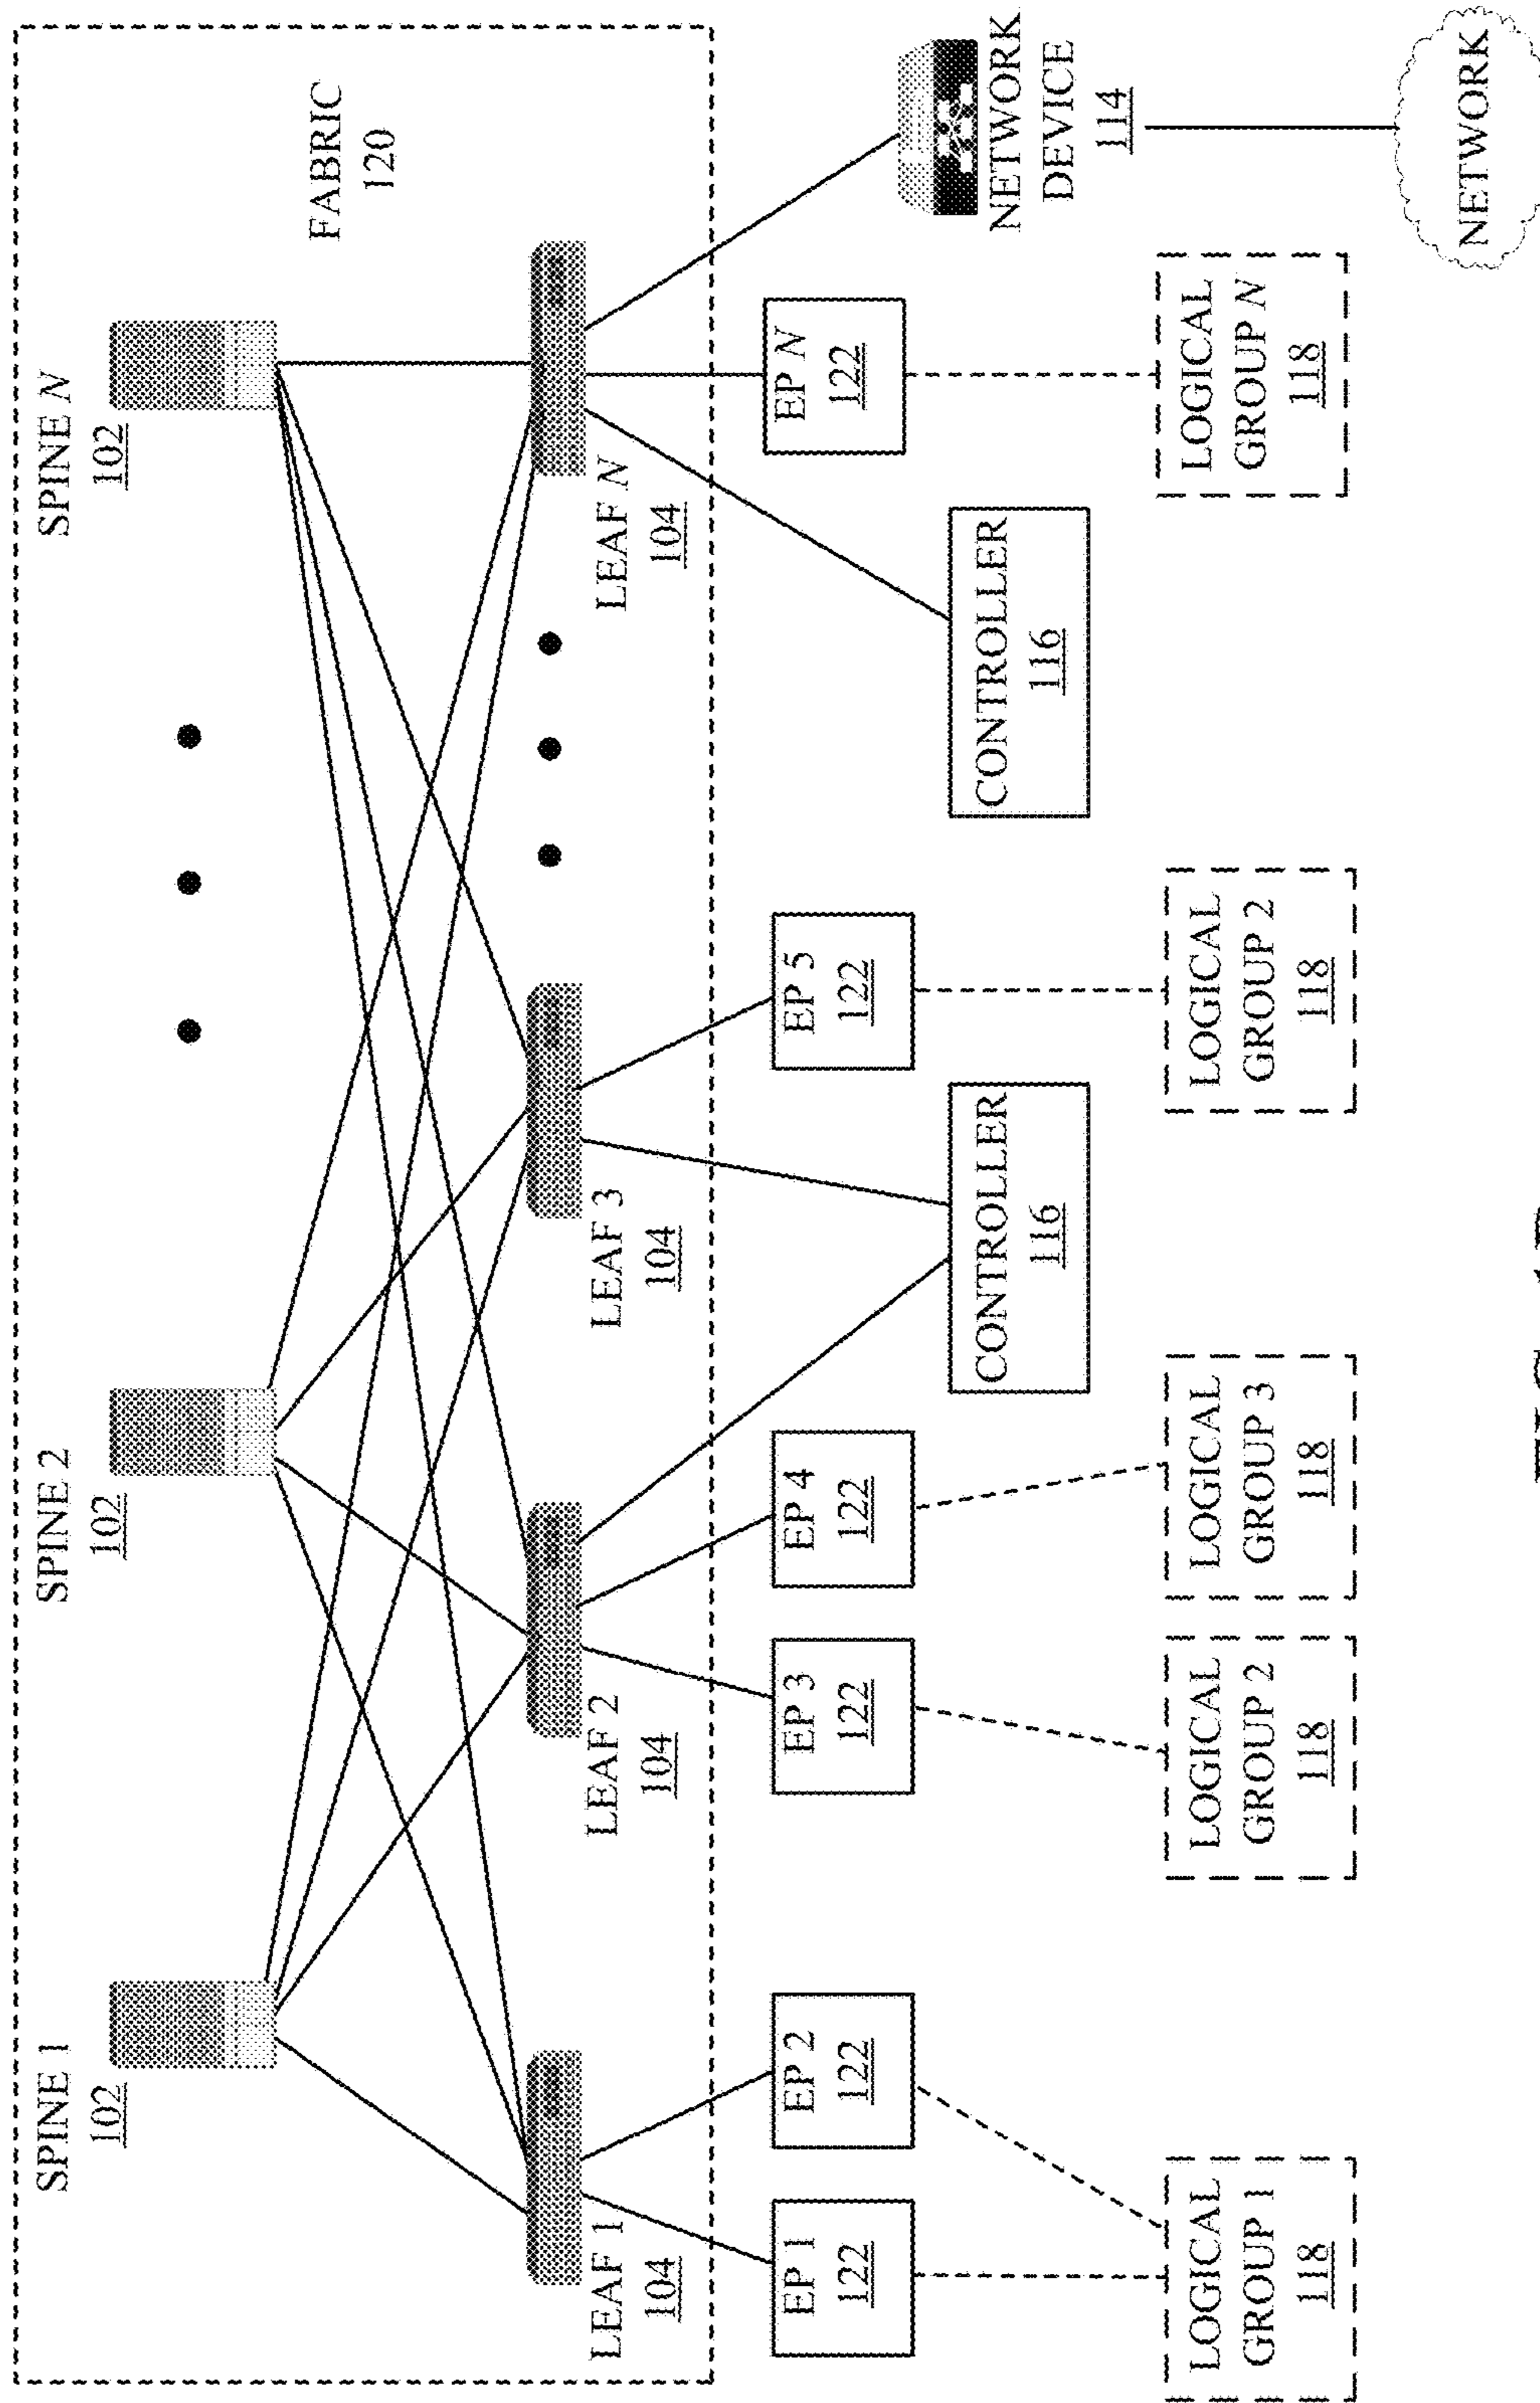 SPINE 1
102
SPINE 2
102
SPINE N
102
FABRIC
120
LEAF 1
104
LEAF 2
104
LEAF 3
104
LEAF N
104
EP 1
122
EP 2
122
EP 3
122
EP 4
122
EP 5
122
EP N
122
CONTROLLER
116
CONTROLLER
116
NETWORK
DEVICE
114
LOGICAL
GROUP 1
118
LOGICAL
GROUP 2
118
LOGICAL
GROUP 3
118
LOGICAL
GROUP 2
118
LOGICAL
GROUP N
118
NETWORK